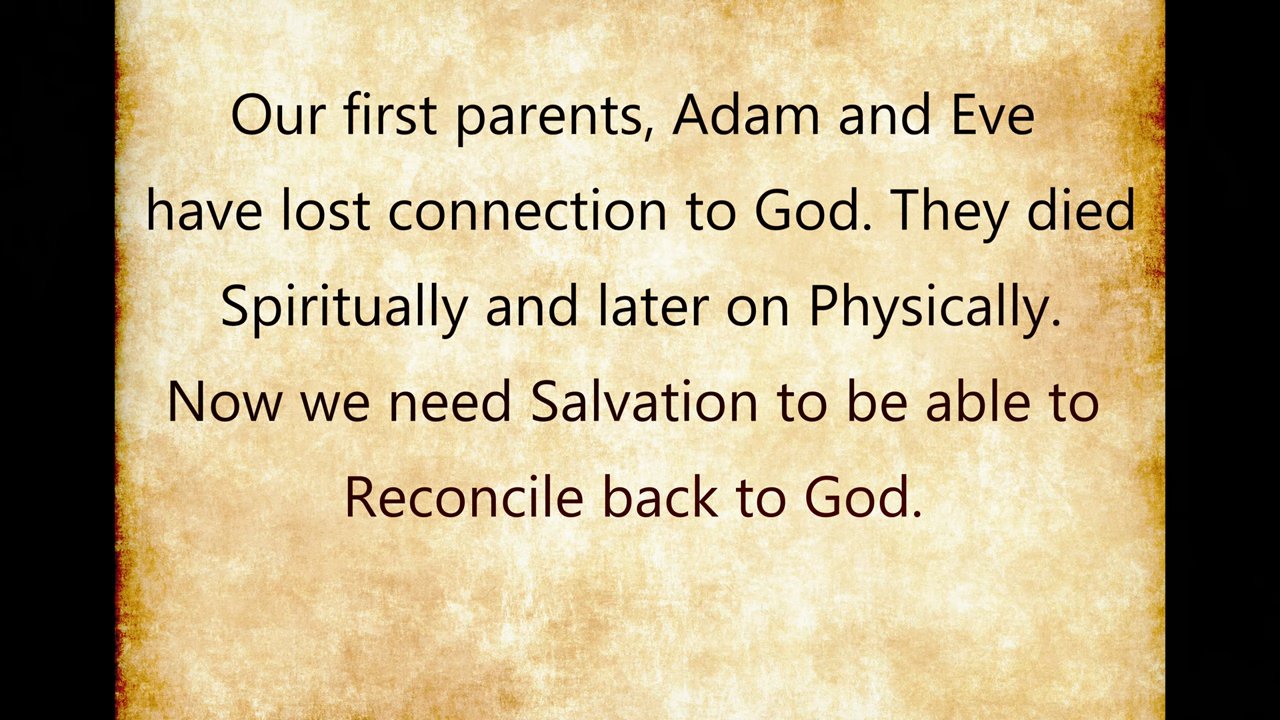 Our first parents, Adam and Eve
have lost connection to God. They died
Spiritually and later on Physically.
Now we need Salvation to be able to
Reconcile back to God.